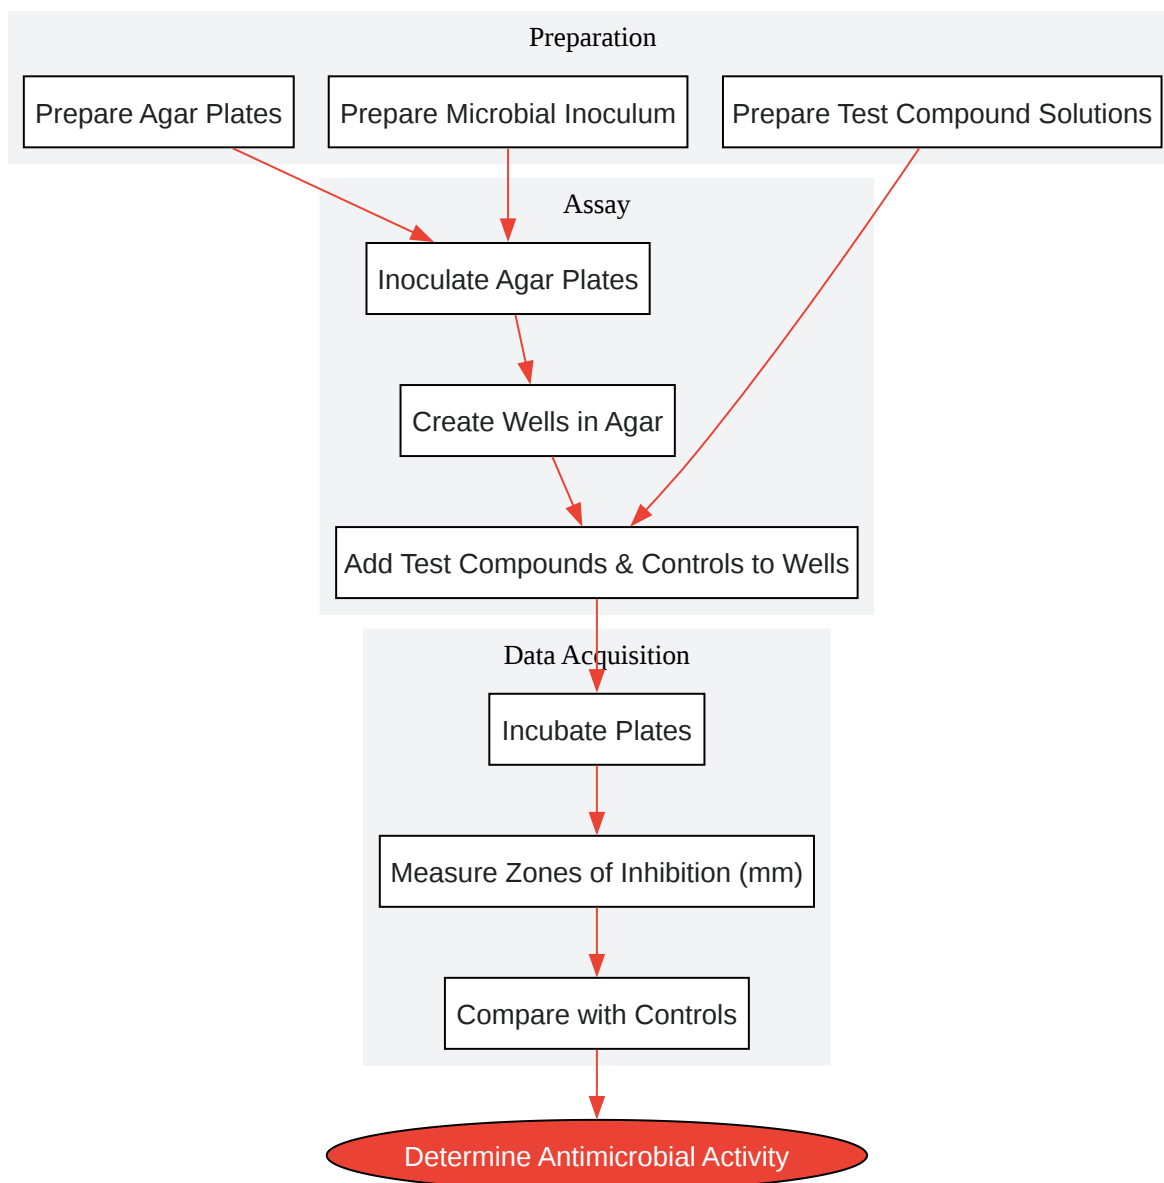 Preparation
Prepare Agar Plates
Prepare Microbial Inoculum
Prepare Test Compound Solutions
Assay
Inoculate Agar Plates
Create Wells in Agar
Add Test Compounds & Controls to Wells
Data Acquisition
Incubate Plates
Measure Zones of Inhibition (mm)
Compare with Controls
Determine Antimicrobial Activity